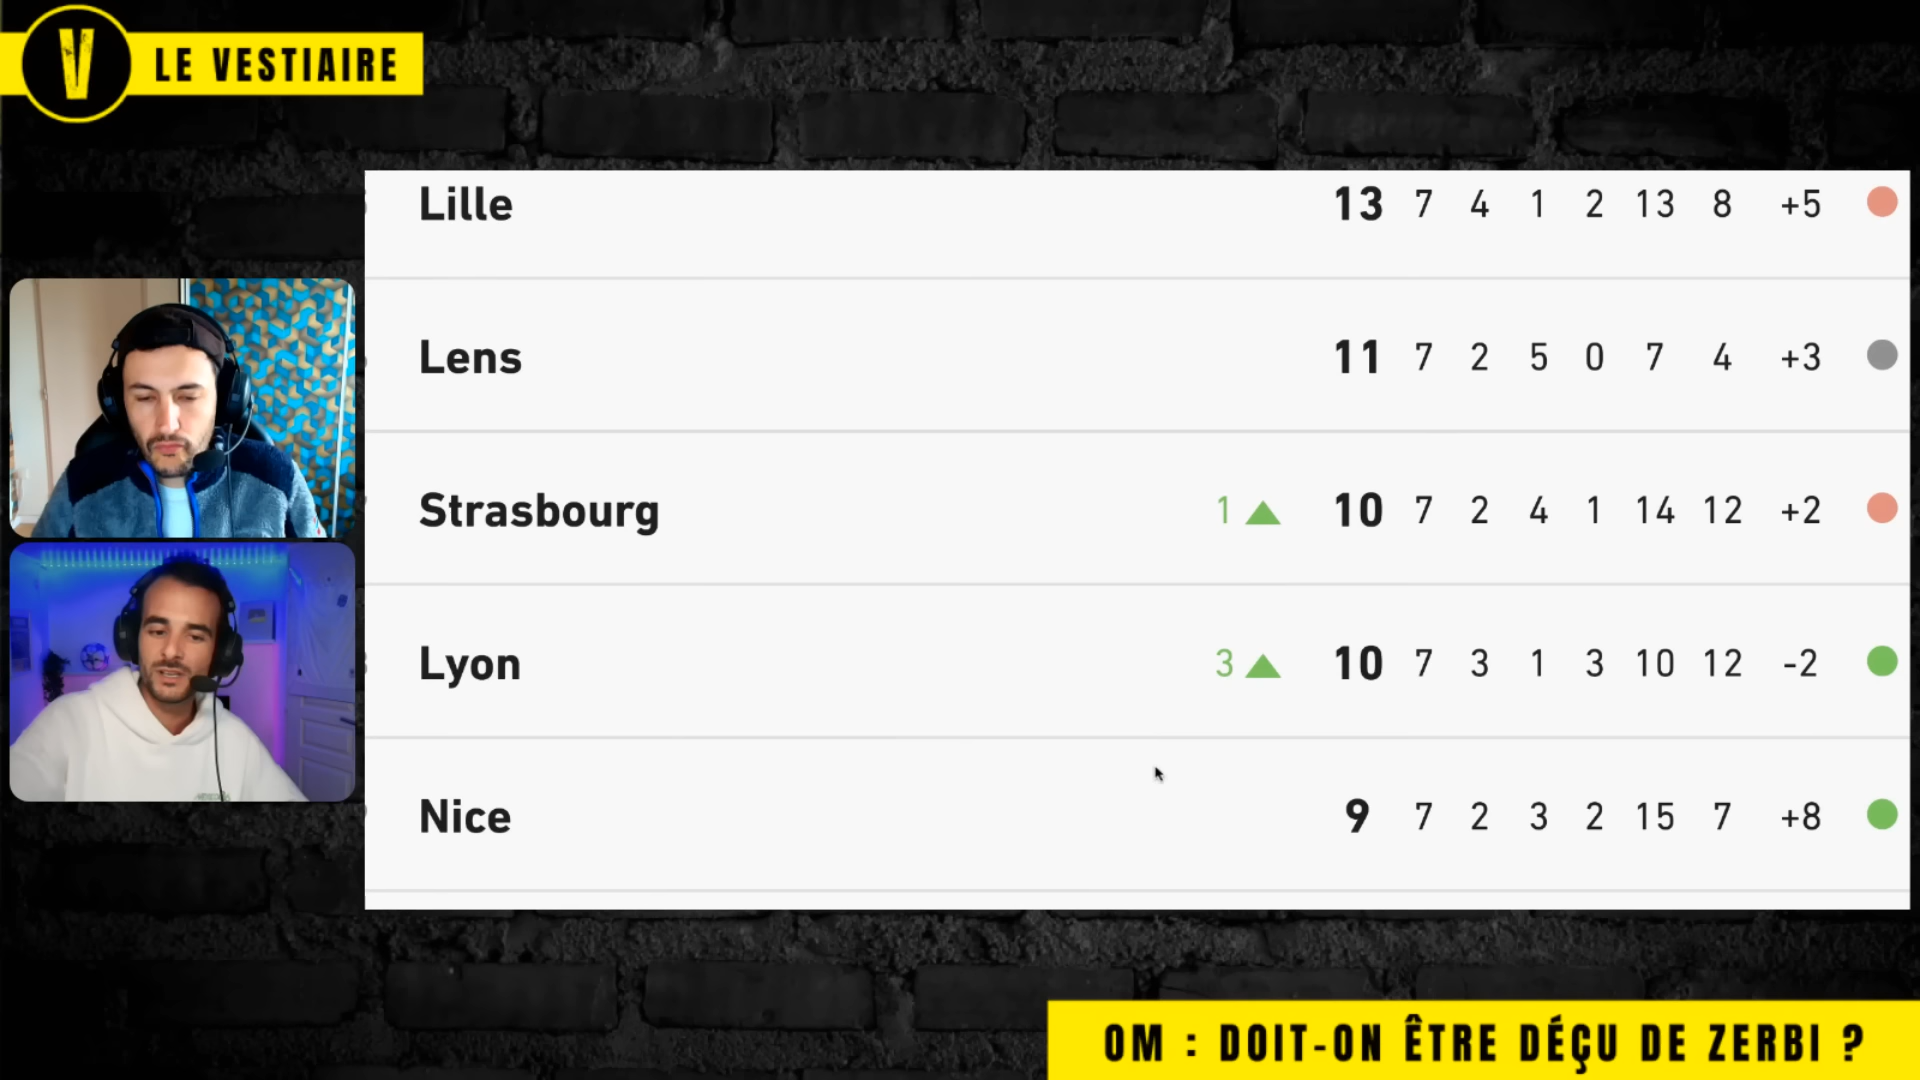 V LE VESTIAIRE
Lille 13 7 4 1 2 13 8 +5
Lens 11 7 2 5 0 7 4 +3
Strasbourg 1 10 7 2 4 1 14 12 +2
Lyon 3 10 7 3 1 3 10 12 -2
Nice 9 7 2 3 2 15 7 +8
OM : DOIT-ON ÊTRE DÉÇU DE ZERBI ?